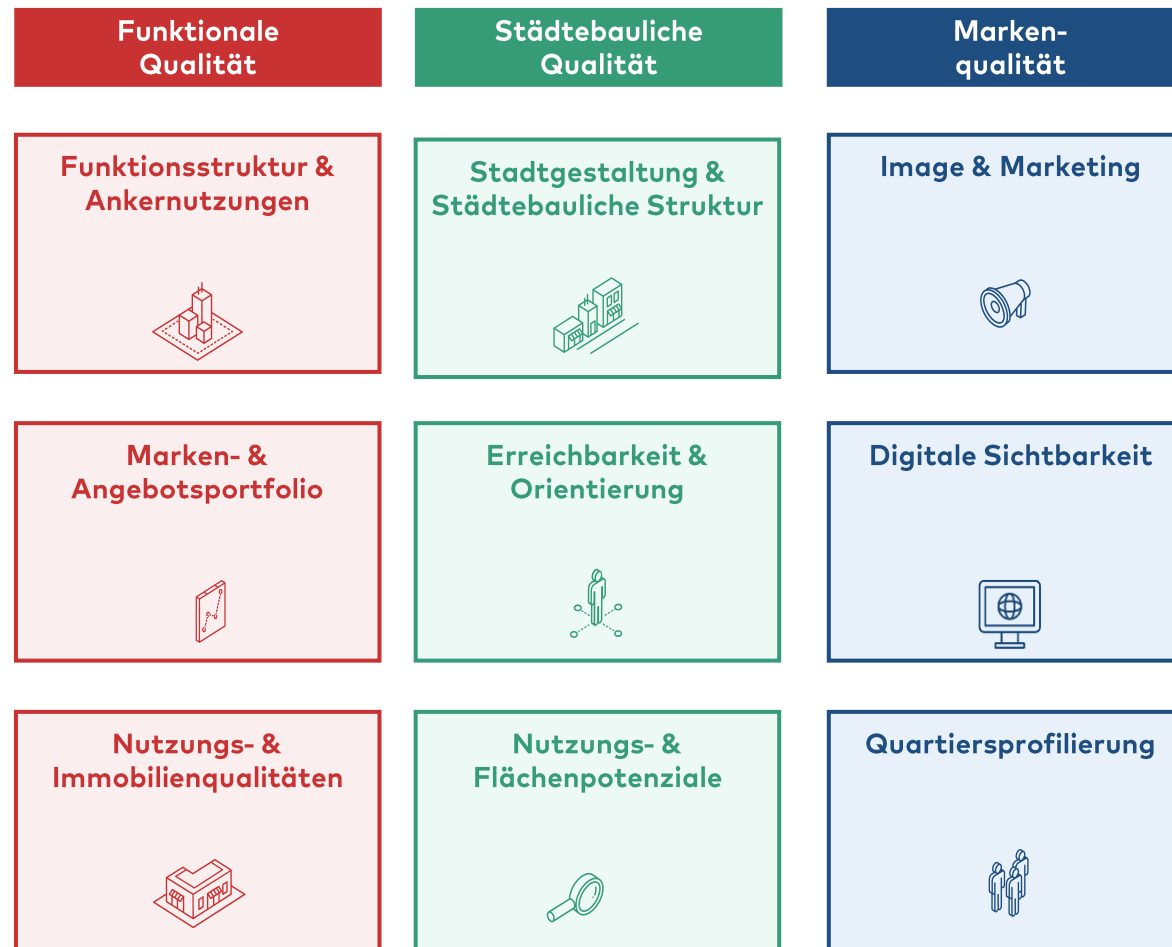 Funktionale
Qualität
Städtebauliche
Qualität
Marken-
qualität
Funktionsstruktur &
Ankernutzungen
Stadtgestaltung &
Städtebauliche Struktur
Image & Marketing
Marken- &
Angebotsportfolio
Erreichbarkeit &
Orientierung
Digitale Sichtbarkeit
Nutzungs- &
Immobilienqualitäten
Nutzungs- &
Flächenpotenziale
Quartiersprofilierung